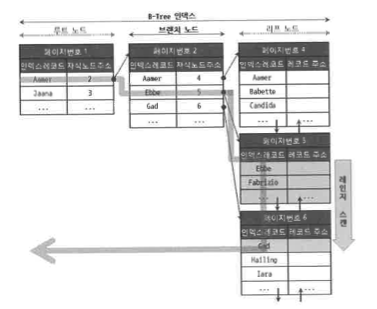 B-Tree 인덱스
루트 노드
브랜치 노드
리프 노드
페이지번호 1
인덱스레코드 자식노드주소
Aamer 2
Jaana 3
... ...
페이지번호 2
인덱스레코드 자식노드주소
Aamer 4
Ebbe 5
Gad 6
... ...
페이지번호 4
인덱스레코드 레코드 주소
Aamer
Babette
Candida
... ...
페이지번호 5
인덱스레코드 레코드 주소
Ebbe
Fabrizio
... ...
페이지번호 6
인덱스레코드 레코드 주소
Gad
Hailing
Iara
... ...
레인지 스캔